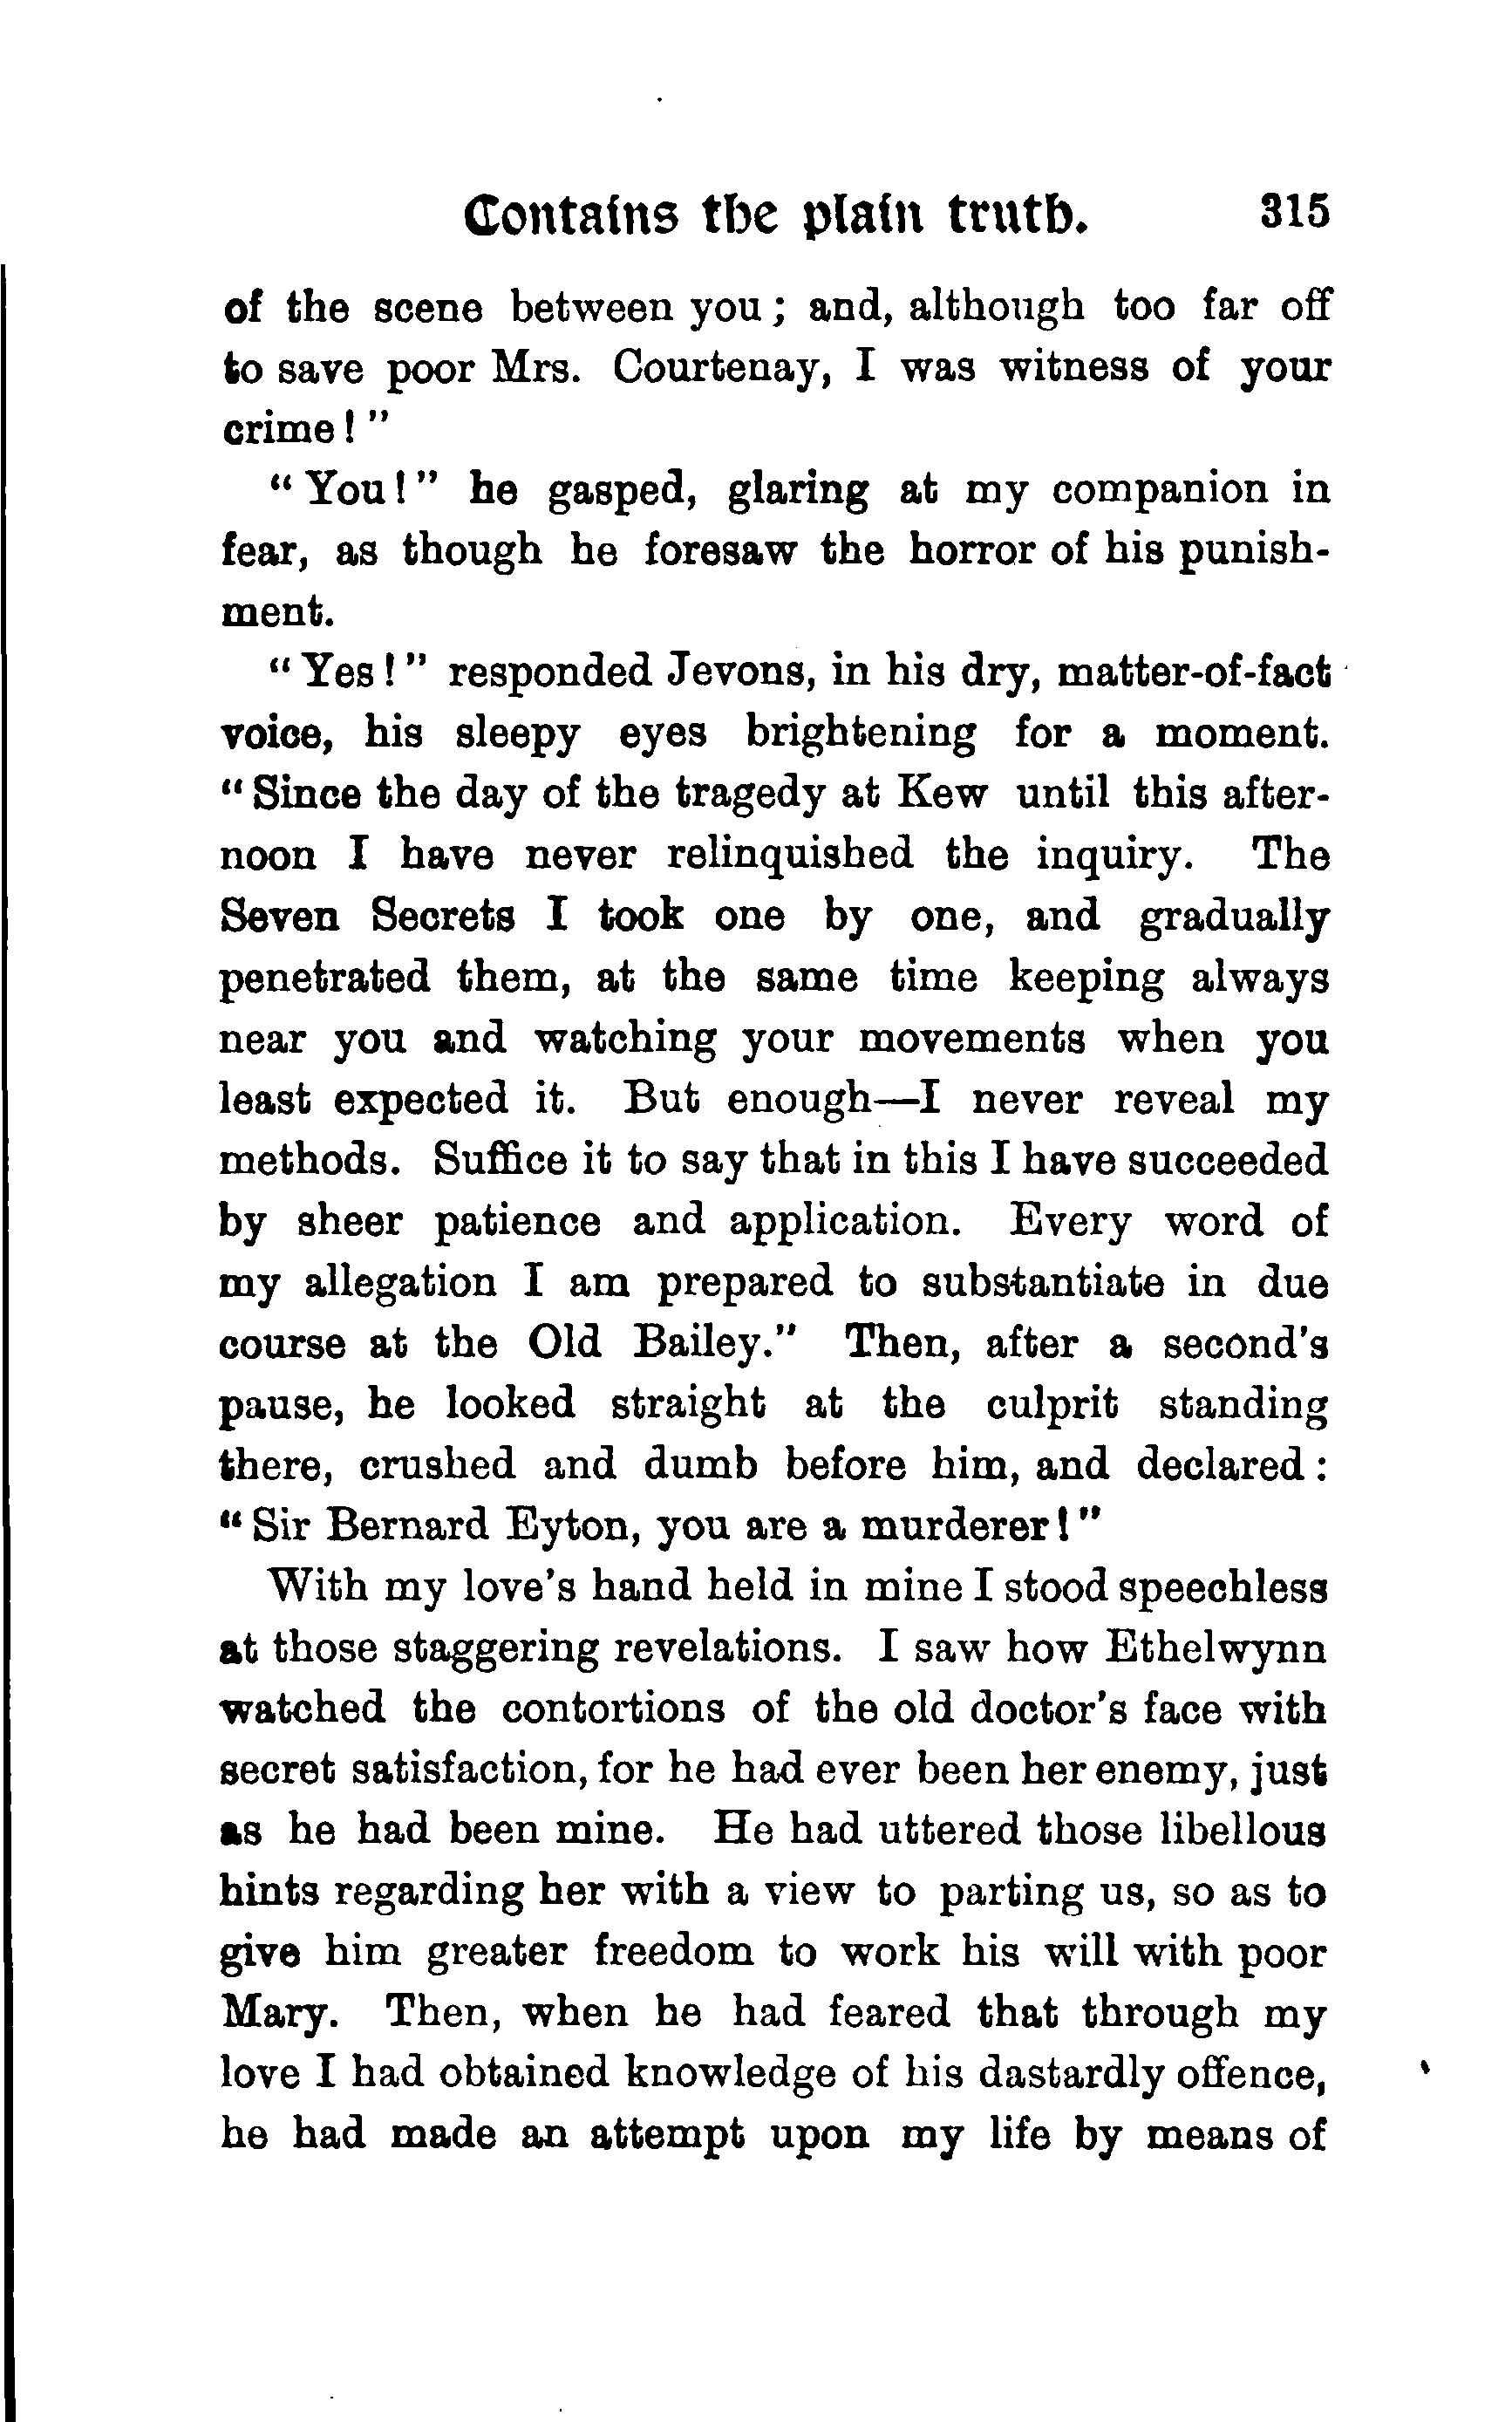 Contains the plain truth. 315
of the scene between you; and, although too far off
to save poor Mrs. Courtenay, I was witness of your
crime!"
"You!" he gasped, glaring at my companion in
fear, as though he foresaw the horror of his punish-
ment.
"Yes!" responded Jevons, in his dry, matter-of-fact
voice, his sleepy eyes brightening for a moment.
"Since the day of the tragedy at Kew until this after-
noon I have never relinquished the inquiry. The
Seven Secrets I took one by one, and gradually
penetrated them, at the same time keeping always
near you and watching your movements when you
least expected it. But enough—I never reveal my
methods. Suffice it to say that in this I have succeeded
by sheer patience and application. Every word of
my allegation I am prepared to substantiate in due
course at the Old Bailey." Then, after a second's
pause, he looked straight at the culprit standing
there, crushed and dumb before him, and declared:
"Sir Bernard Eyton, you are a murderer!"
With my love's hand held in mine I stood speechless
at those staggering revelations. I saw how Ethelwynn
watched the contortions of the old doctor's face with
secret satisfaction, for he had ever been her enemy, just
as he had been mine. He had uttered those libellous
hints regarding her with a view to parting us, so as to
give him greater freedom to work his will with poor
Mary. Then, when he had feared that through my
love I had obtained knowledge of his dastardly offence,
he had made an attempt upon my life by means of